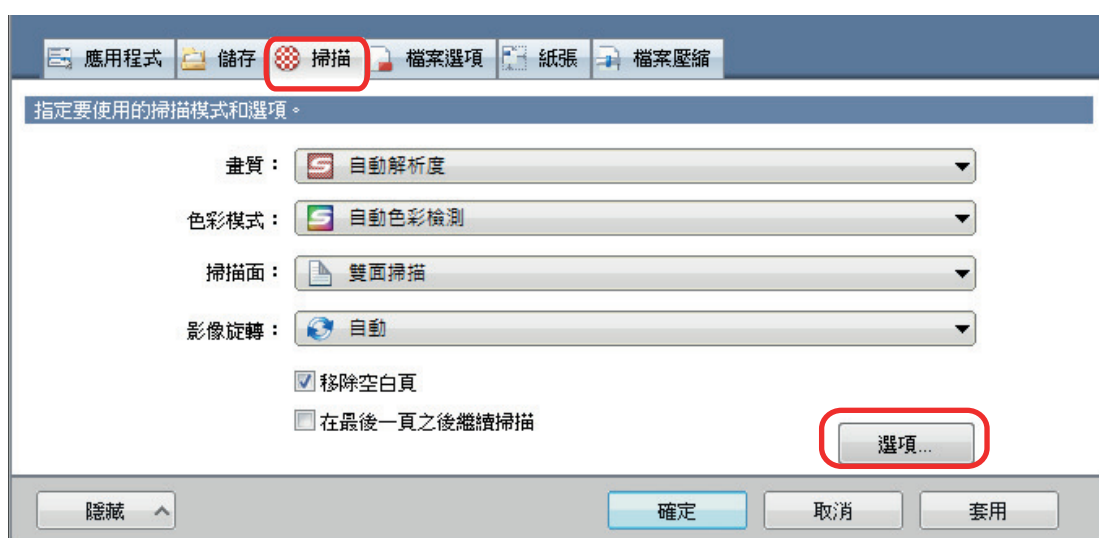 應用程式 儲存 掃描 檔案選項 紙張 檔案壓縮
指定要使用的掃描模式和選項。
畫質： 自動解析度
色彩模式： 自動色彩檢測
掃描面： 雙面掃描
影像旋轉： 自動
移除空白頁
在最後一頁之後繼續掃描
選項...
隱藏 確定 取消 套用